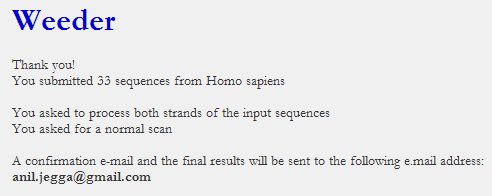 Weeder
Thank you!
You submitted 33 sequences from Homo sapiens
You asked to process both strands of the input sequences
You asked for a normal scan
A confirmation e-mail and the final results will be sent to the following e.mail address:
anil.jegga@gmail.com